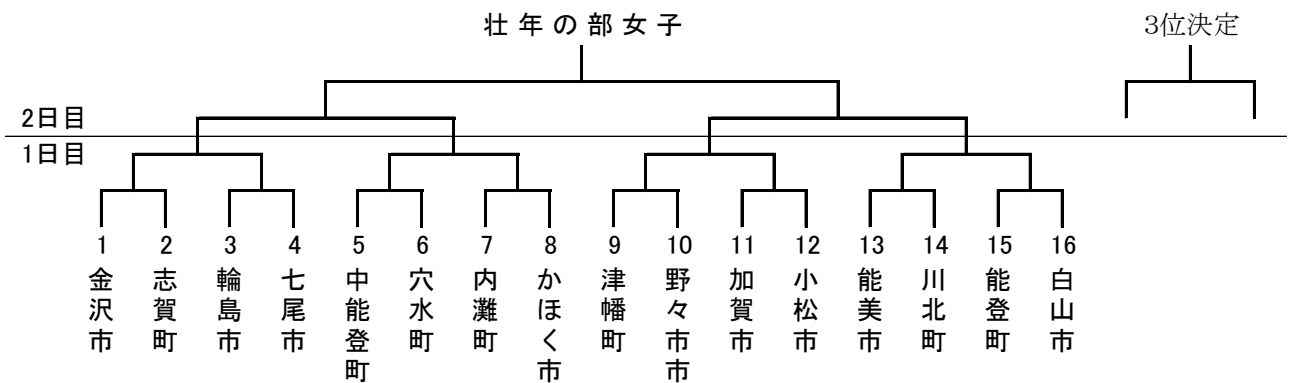 壮年の部女子
3位決定
2日目
1日目
1 2 3 4 5 6 7 8 9 10 11 12 13 14 15 16
金沢市
志賀町
輪島市
七尾市
中能登町
穴水町
内灘町
かほく市
津幡町
野々市市
加賀市
小松市
能美市
川北町
能登町
白山市